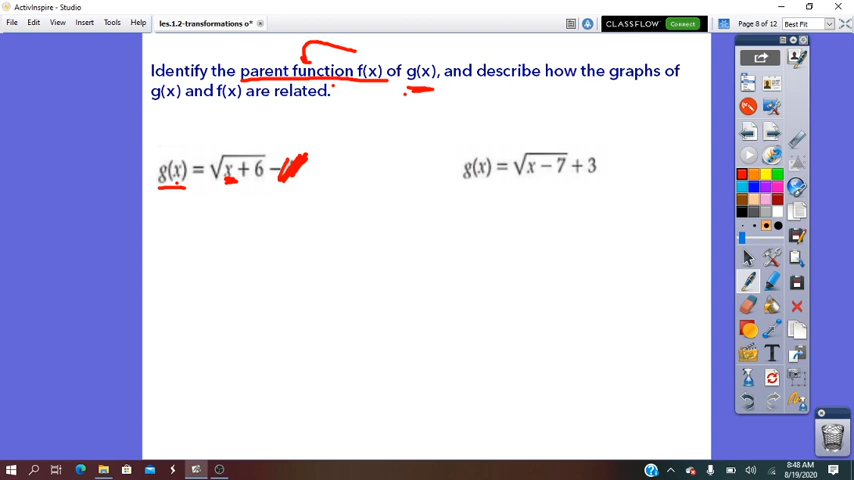 ActivInspire - Studio
File Edit View Insert Tools Help
les.1.2-transformations o*
CLASSFLOW Connect
Page 8 of 12
Best Fit
Identify the parent function f(x) of g(x), and describe how the graphs of
g(x) and f(x) are related.
g(x) = √x + 6 −
g(x) = √x − 7 + 3
T
8:48 AM
8/19/2020